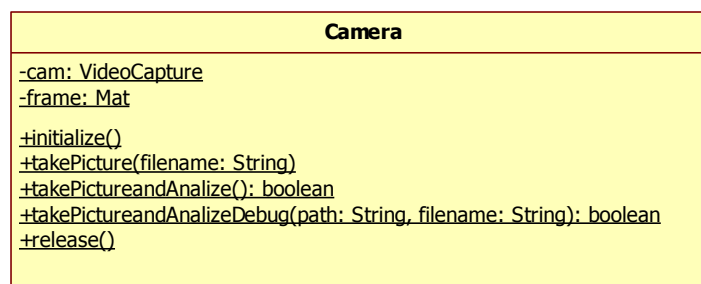 Camera
-cam: VideoCapture
-frame: Mat
+initialize()
+takePicture(filename: String)
+takePictureandAnalize(): boolean
+takePictureandAnalizeDebug(path: String, filename: String): boolean
+release()